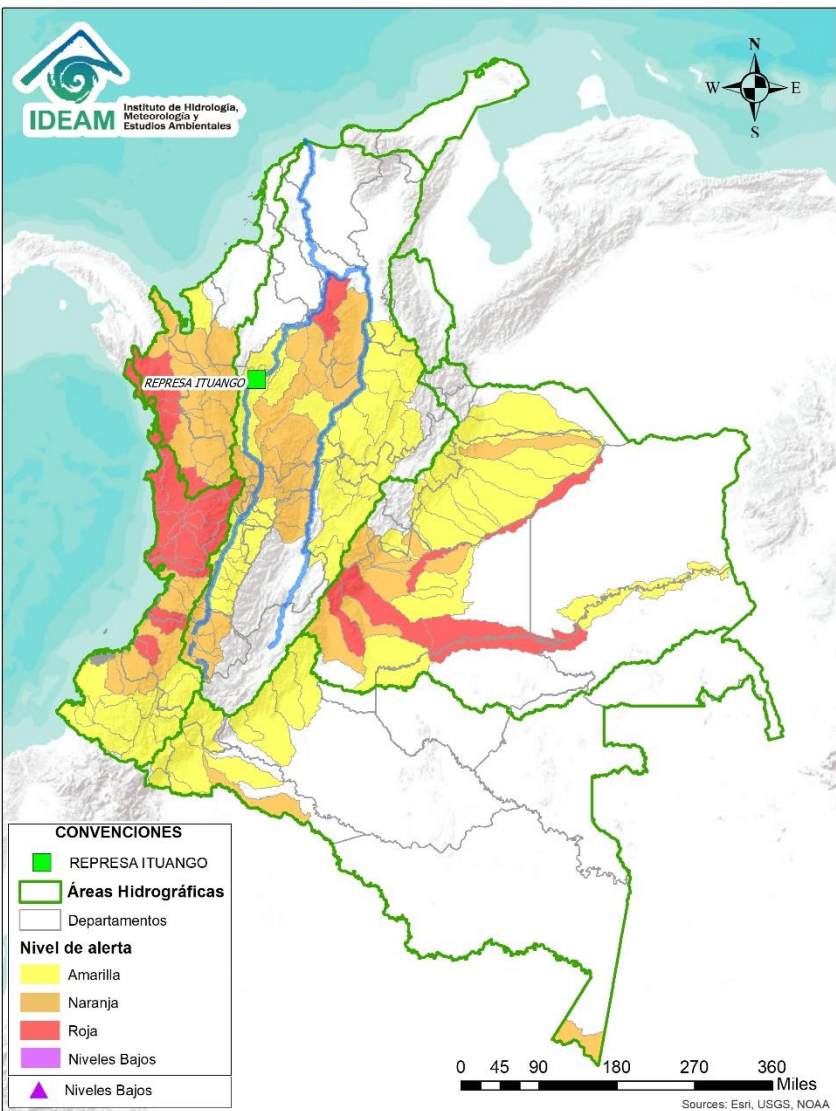 IDEAM
Instituto de Hidrología,
Meteorología y
Estudios Ambientales
N
W
E
S
REPRESA ITUANGO
CONVENCIONES
REPRESA ITUANGO
Áreas Hidrográficas
Departamentos
Nivel de alerta
Amarilla
Naranja
Roja
Niveles Bajos
Niveles Bajos
0 45 90 180 270 360
Miles
Sources: Esri, USGS, NOAA